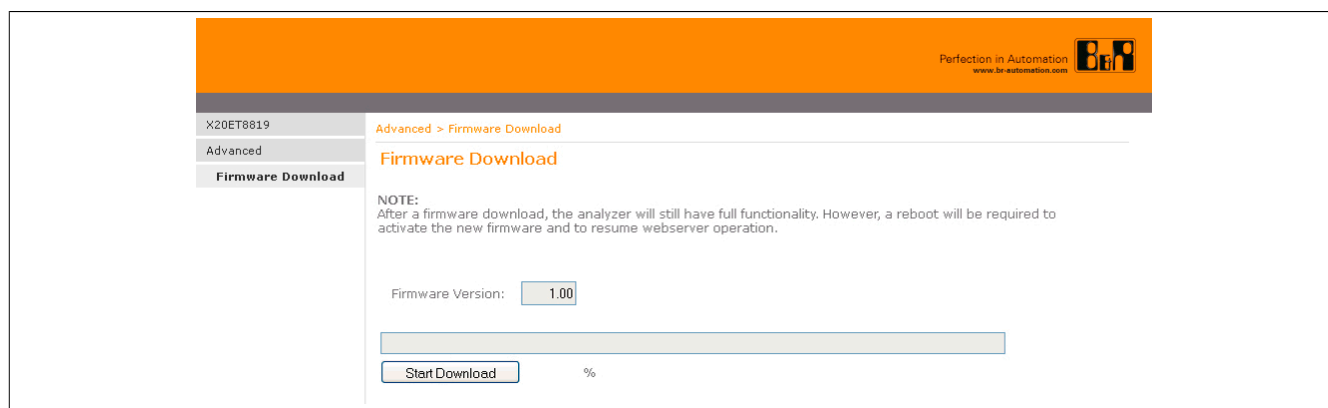 Perfection in Automation
www.br-automation.com
B&R
X20ET8819
Advanced
Firmware Download
Advanced > Firmware Download
Firmware Download
NOTE:
After a firmware download, the analyzer will still have full functionality. However, a reboot will be required to
activate the new firmware and to resume webserver operation.
Firmware Version: 1.00
Start Download %